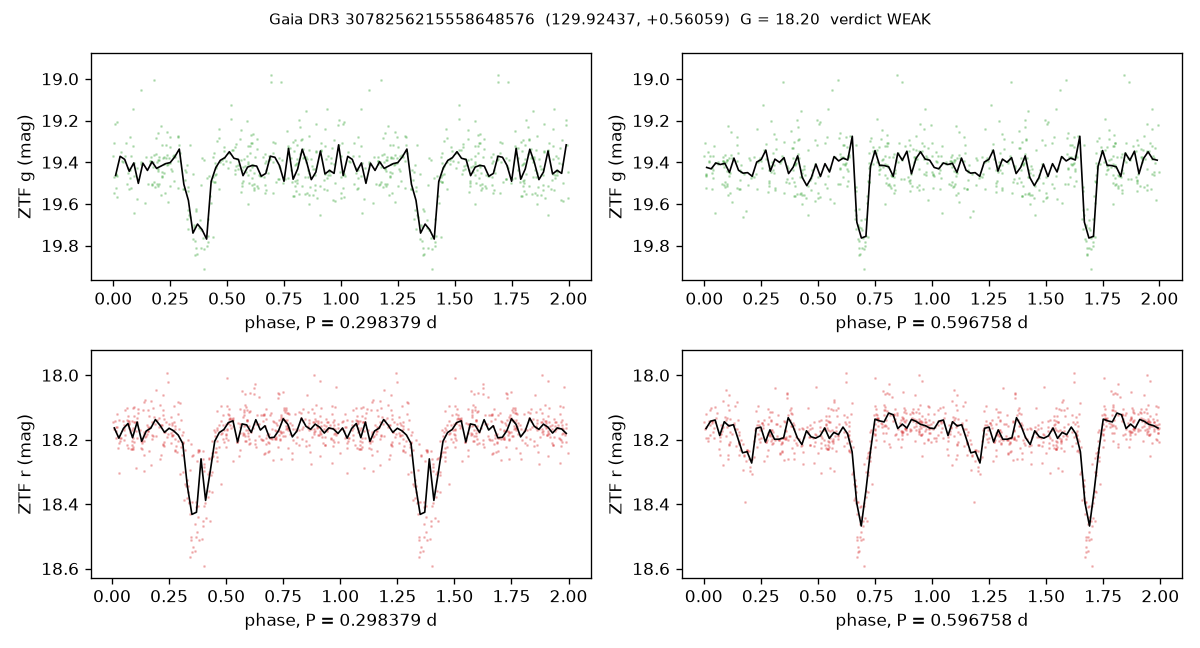 Gaia DR3 3078256215558648576  (129.92437, +0.56059)  G = 18.20  verdict WEAK
ZTF g (mag)
19.0
19.2
19.4
19.6
19.8
0.00 0.25 0.50 0.75 1.00 1.25 1.50 1.75 2.00
phase, P = 0.298379 d
ZTF g (mag)
19.0
19.2
19.4
19.6
19.8
0.00 0.25 0.50 0.75 1.00 1.25 1.50 1.75 2.00
phase, P = 0.596758 d
ZTF r (mag)
18.0
18.2
18.4
18.6
0.00 0.25 0.50 0.75 1.00 1.25 1.50 1.75 2.00
phase, P = 0.298379 d
ZTF r (mag)
18.0
18.2
18.4
18.6
0.00 0.25 0.50 0.75 1.00 1.25 1.50 1.75 2.00
phase, P = 0.596758 d